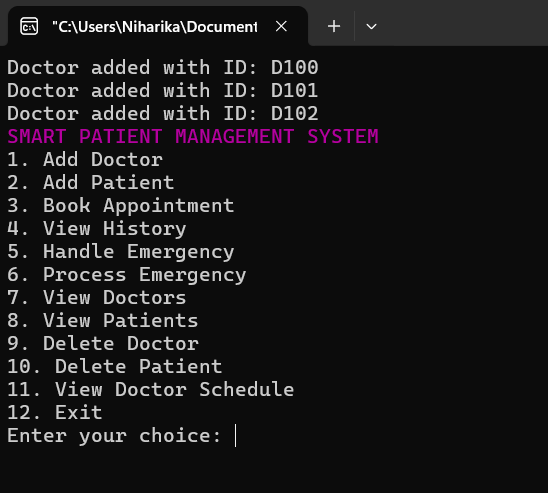 "C:\Users\Niharika\Document
Doctor added with ID: D100
Doctor added with ID: D101
Doctor added with ID: D102
SMART PATIENT MANAGEMENT SYSTEM
1. Add Doctor
2. Add Patient
3. Book Appointment
4. View History
5. Handle Emergency
6. Process Emergency
7. View Doctors
8. View Patients
9. Delete Doctor
10. Delete Patient
11. View Doctor Schedule
12. Exit
Enter your choice: